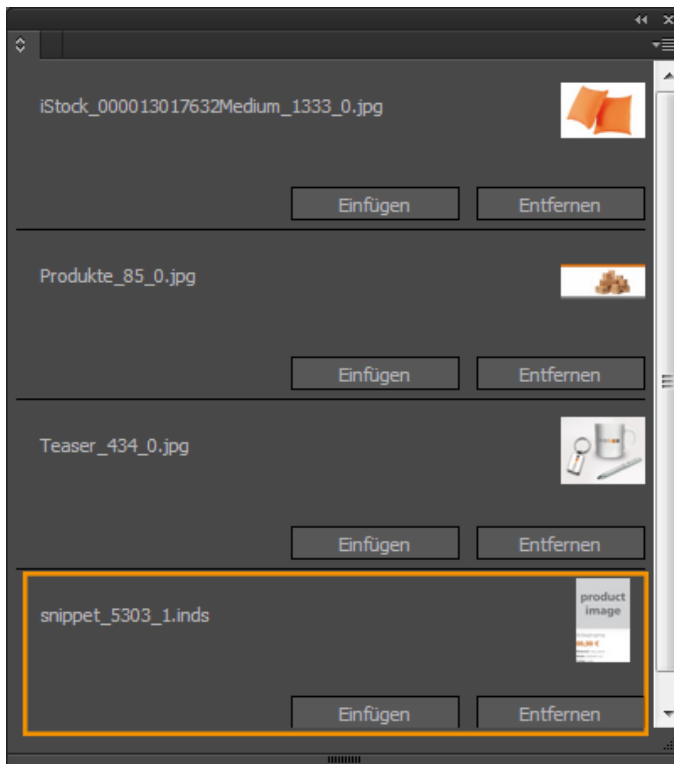 iStock_000013017632Medium_1333_0.jpg
Einfügen Entfernen
Produkte_85_0.jpg
Einfügen Entfernen
Teaser_434_0.jpg
Einfügen Entfernen
product
image
snippet_5303_1.inds
Einfügen Entfernen